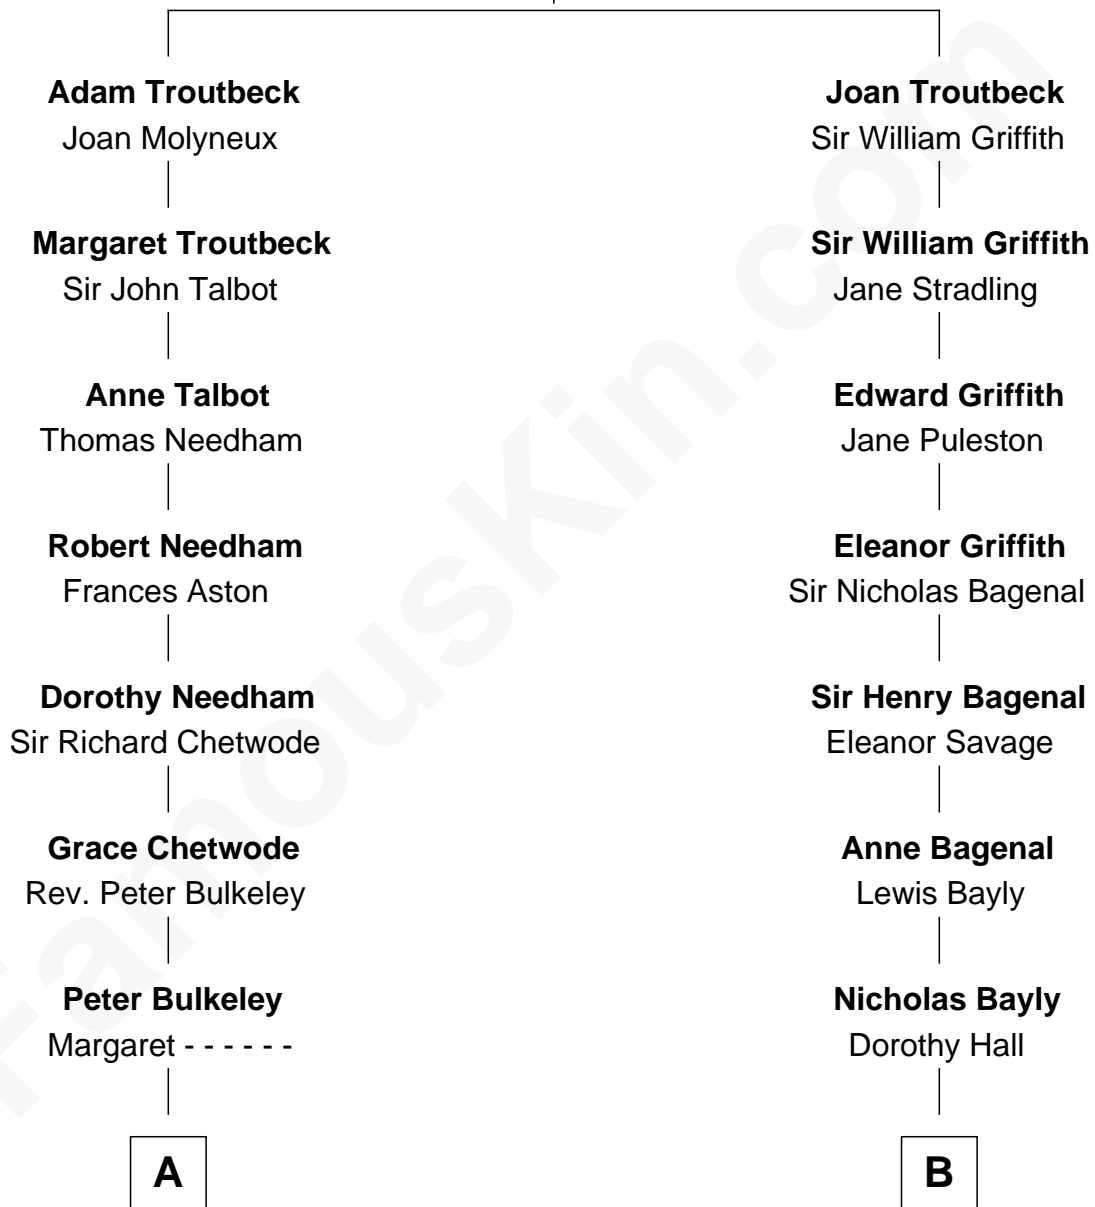 Adam Troutbeck
Joan Molyneux
Margaret Troutbeck
Sir John Talbot
Anne Talbot
Thomas Needham
Robert Needham
Frances Aston
Dorothy Needham
Sir Richard Chetwode
Grace Chetwode
Rev. Peter Bulkeley
Peter Bulkeley
Margaret - - - - - -
A
Joan Troutbeck
Sir William Griffith
Sir William Griffith
Jane Stradling
Edward Griffith
Jane Puleston
Eleanor Griffith
Sir Nicholas Bagenal
Sir Henry Bagenal
Eleanor Savage
Anne Bagenal
Lewis Bayly
Nicholas Bayly
Dorothy Hall
B
FamousKin.com